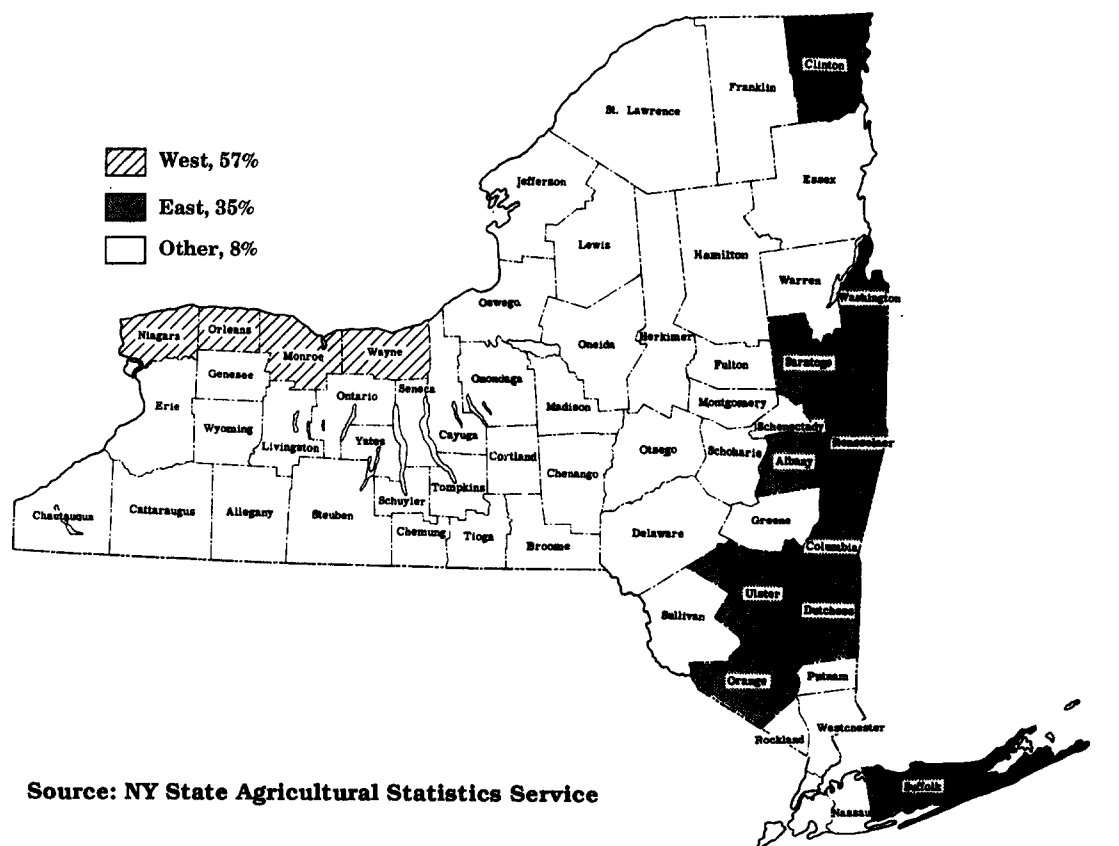 Clinton
Franklin
St. Lawrence
West, 57%
Jefferson
Essex
East, 35%
Lewis
Other, 8%
Hamilton
Warren
Washington
Oswego
Niagara
Orleans
Monroe
Wayne
Oneida
Herkimer
Saratoga
Fulton
Genesee
Onondaga
Seneca
Ontario
Montgomery
Erie
Madison
Schenectady
Wyoming
Cayuga
Rensselaer
Livingston
Yates
Otsego
Schoharie
Albany
Cortland
Chenango
Tompkins
Schuyler
Chautauqua
Cattaraugus
Allegany
Steuben
Greene
Chemung
Tioga
Broome
Delaware
Columbia
Ulster
Dutchess
Sullivan
Orange
Putnam
Westchester
Rockland
Suffolk
Nassau
Source: NY State Agricultural Statistics Service